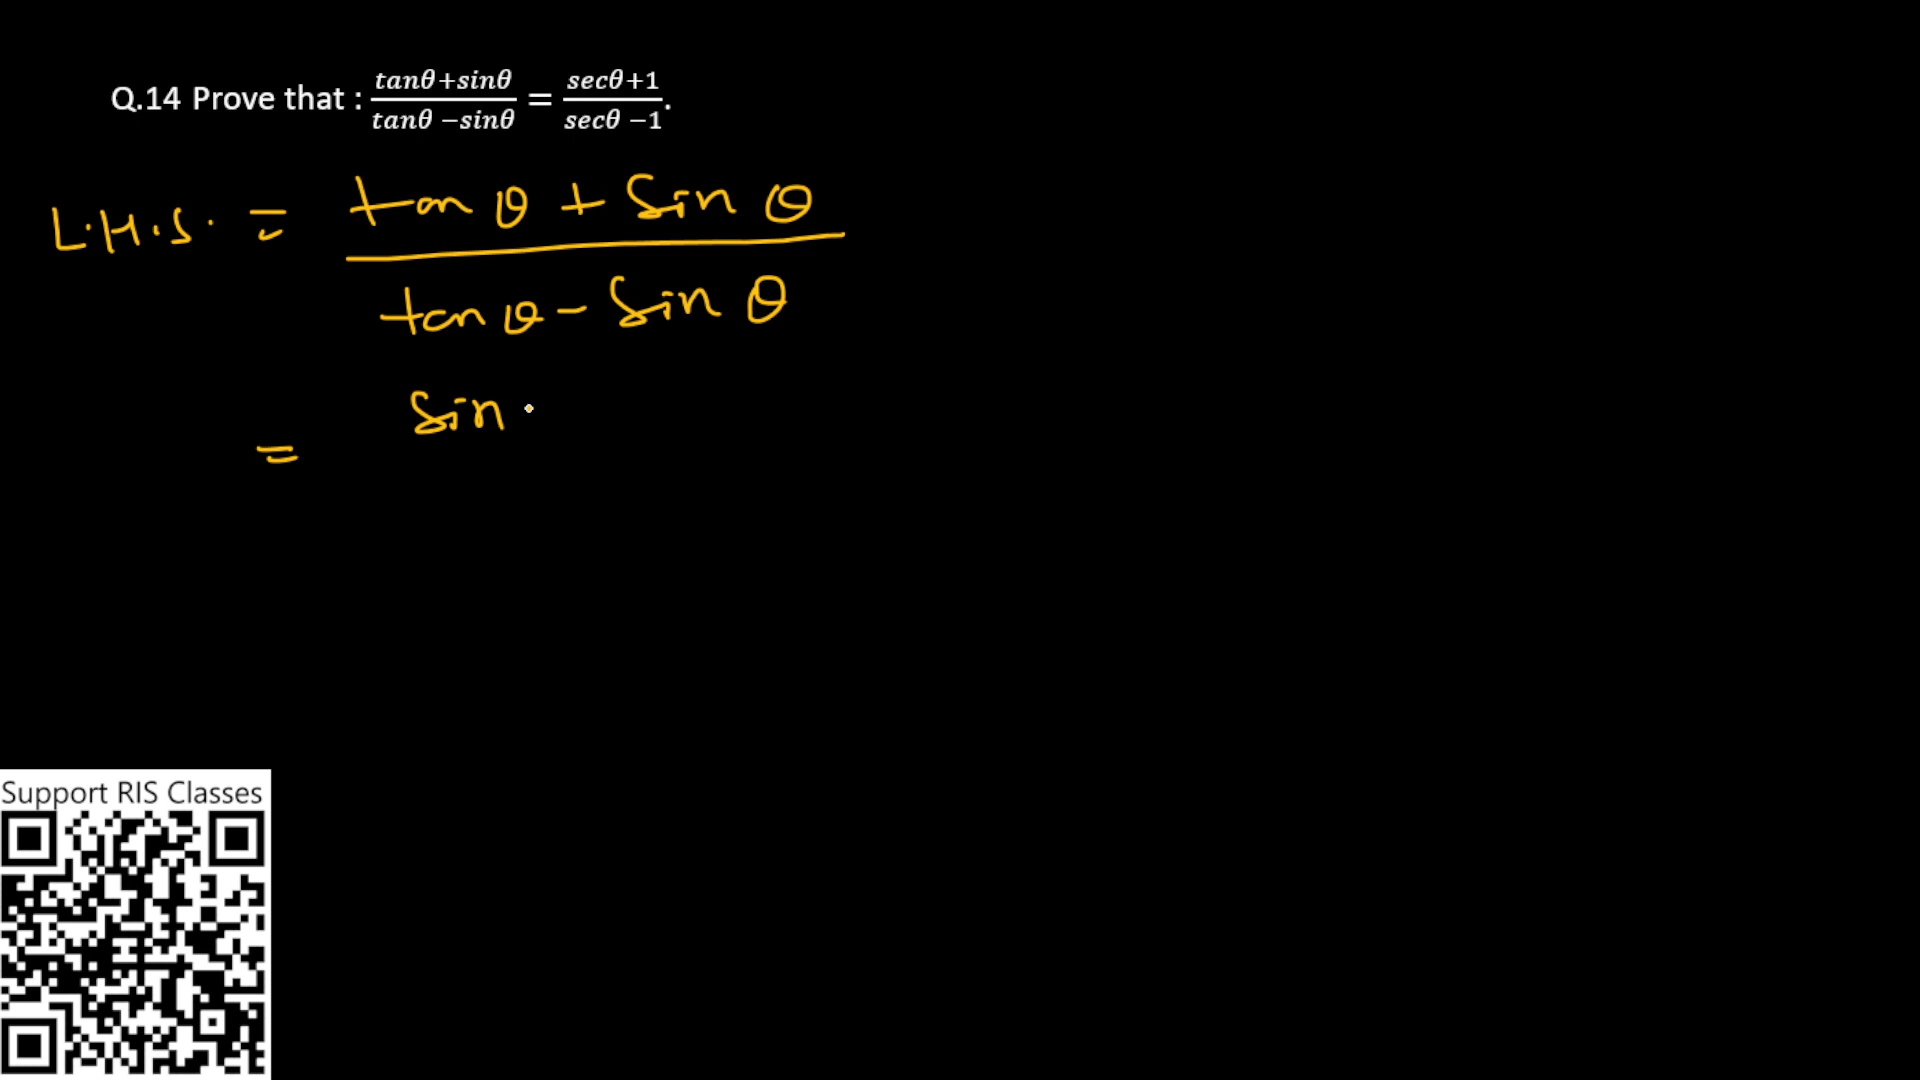 Q.14 Prove that : tanθ+sinθ / tanθ −sinθ = secθ+1 / secθ −1.
L.H.S. = tan θ + Sin θ / tan θ − Sin θ
= Sin
Support RIS Classes